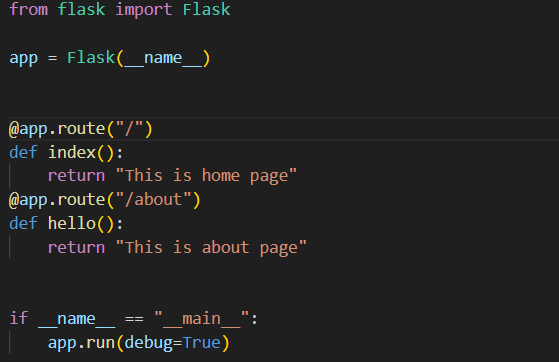 from flask import Flask
app = Flask(__name__)
@app.route("/")
def index():
    return "This is home page"
@app.route("/about")
def hello():
    return "This is about page"
if __name__ == "__main__":
    app.run(debug=True)